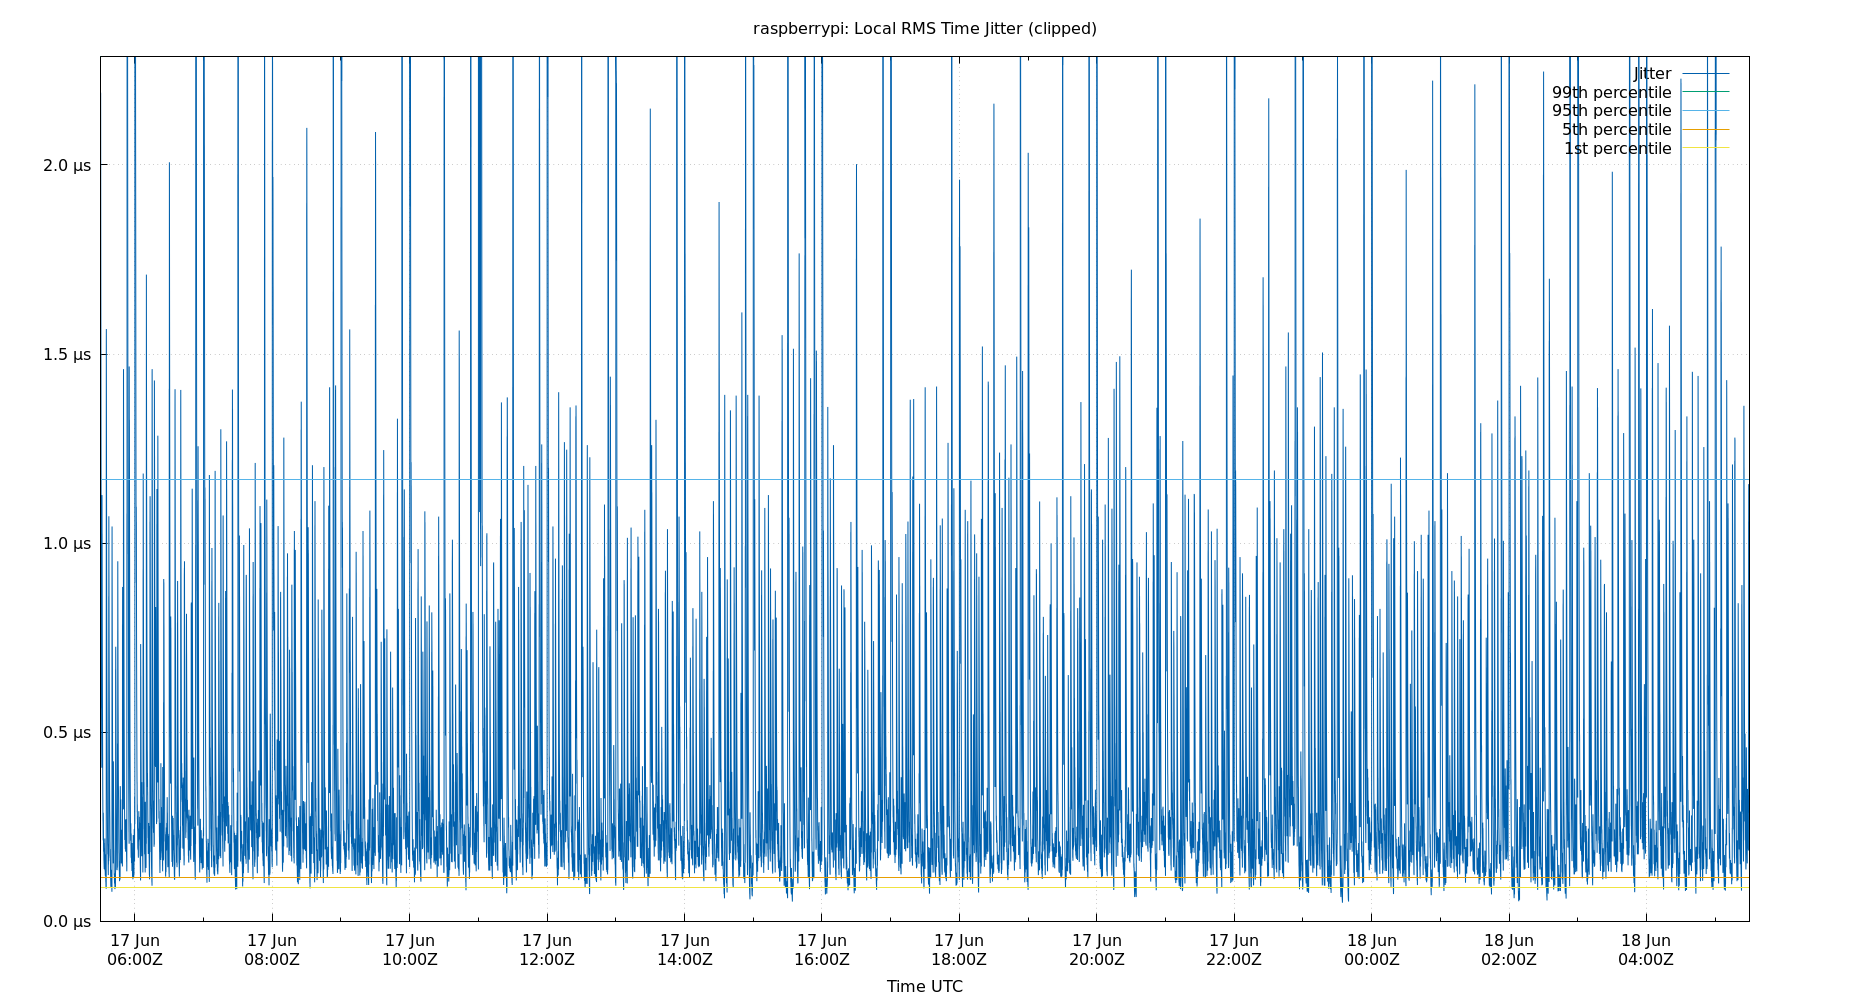 raspberrypi: Local RMS Time Jitter (clipped)
Jitter
99th percentile
95th percentile
5th percentile
1st percentile
2.0 µs
1.5 µs
1.0 µs
0.5 µs
0.0 µs
17 Jun 17 Jun 17 Jun 17 Jun 17 Jun 17 Jun 17 Jun 17 Jun 17 Jun 18 Jun 18 Jun 18 Jun
06:00Z 08:00Z 10:00Z 12:00Z 14:00Z 16:00Z 18:00Z 20:00Z 22:00Z 00:00Z 02:00Z 04:00Z
Time UTC